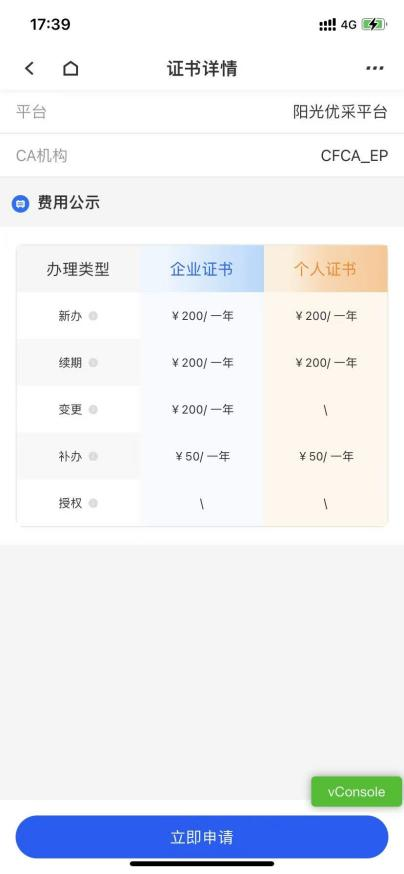 17:39
4G
证书详情
平台 阳光优采平台
CA机构 CFCA_EP
费用公示
办理类型 企业证书 个人证书
新办 ￥200/一年 ￥200/一年
续期 ￥200/一年 ￥200/一年
变更 ￥200/一年 \
补办 ￥50/一年 ￥50/一年
授权 \ \
vConsole
立即申请